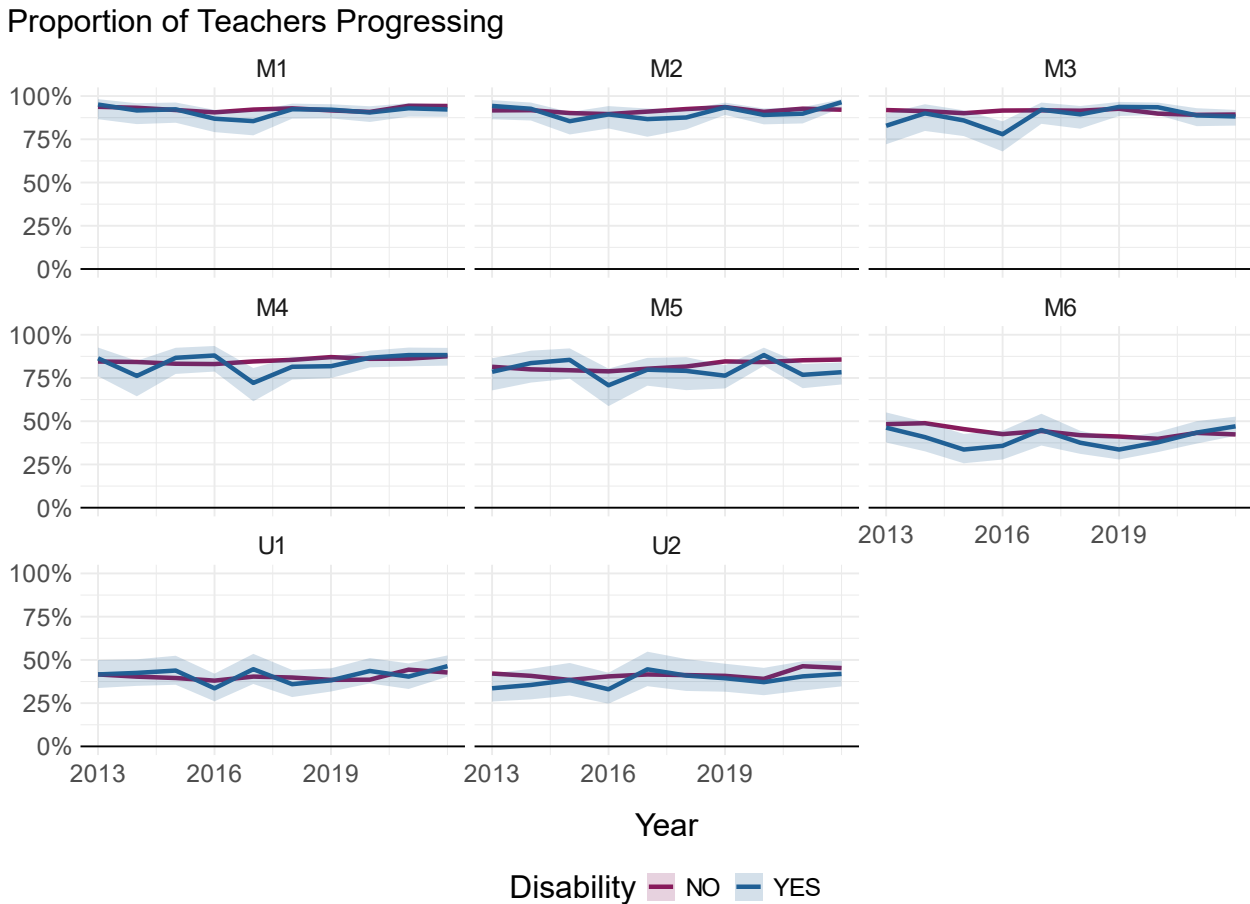 Proportion of Teachers Progressing
M1
M2
M3
100%
75%
50%
25%
0%
M4
M5
M6
100%
75%
50%
25%
0%
2013 2016 2019
U1
U2
100%
75%
50%
25%
0%
2013 2016 2019
2013 2016 2019
Year
Disability NO YES